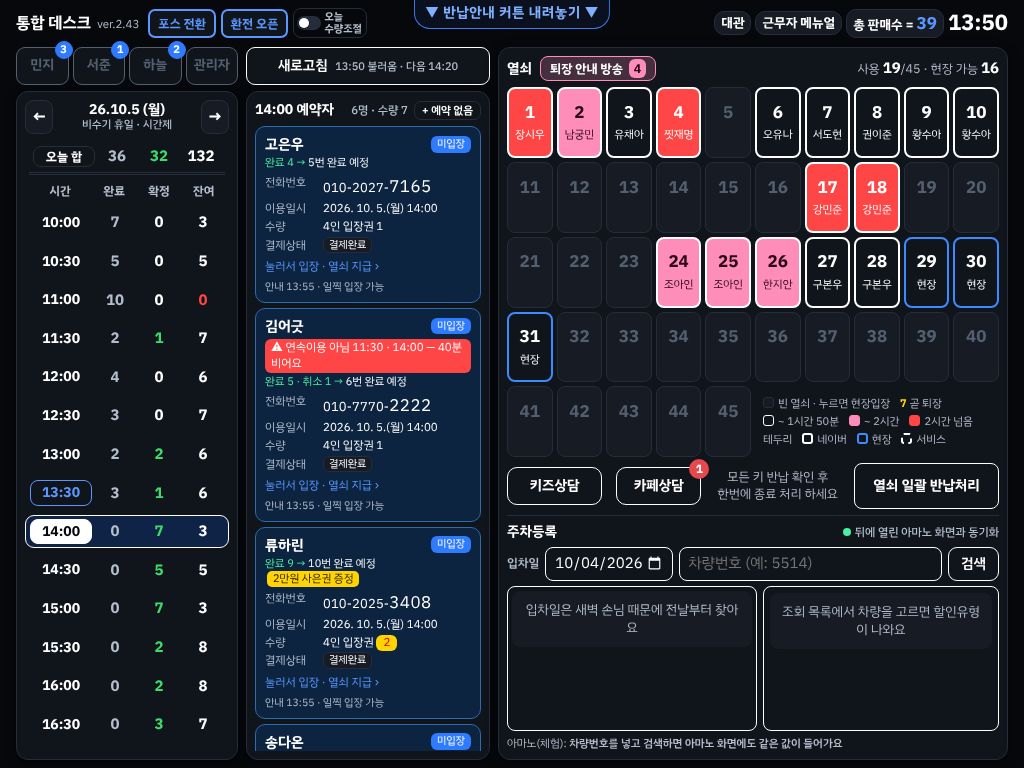 통합 데스크 ver.2.43 포스 전환 환전 오픈 오늘 수량조절 ▼ 반납안내 커튼 내려놓기 ▼ 대관 근무자 메뉴얼 총 판매수 = 39 13:50
민지 3 서준 1 하늘 2 관리자
새로고침 13:50 불러옴 · 다음 14:20
← 26.10.5 (월) →
비수기 휴일 · 시간제
오늘 합 36 32 132
시간 완료 확정 잔여
10:00 7 0 3
10:30 5 0 5
11:00 10 0 0
11:30 2 1 7
12:00 4 0 6
12:30 3 0 7
13:00 2 2 6
13:30 3 1 6
14:00 0 7 3
14:30 0 5 5
15:00 0 7 3
15:30 0 2 8
16:00 0 2 8
16:30 0 3 7
14:00 예약자 6명 · 수량 7 + 예약 없음
고은우 미입장
완료 4 → 5번 완료 예정
전화번호 010-2027-7165
이용일시 2026. 10. 5.(월) 14:00
수량 4인 입장권 1
결제상태 결제완료
눌러서 입장 · 열쇠 지급 ›
안내 13:55 · 일찍 입장 가능
김어긋 미입장
⚠ 연속이용 아님 11:30 · 14:00 — 40분
비어요
완료 5 · 취소 1 → 6번 완료 예정
전화번호 010-7770-2222
이용일시 2026. 10. 5.(월) 14:00
수량 4인 입장권 1
결제상태 결제완료
눌러서 입장 · 열쇠 지급 ›
안내 13:55 · 일찍 입장 가능
류하린 미입장
완료 9 → 10번 완료 예정
2만원 사은권 증정
전화번호 010-2025-3408
이용일시 2026. 10. 5.(월) 14:00
수량 4인 입장권 2
결제상태 결제완료
눌러서 입장 · 열쇠 지급 ›
안내 13:55 · 일찍 입장 가능
송다은 미입장
열쇠 퇴장 안내 방송 4 사용 19/45 · 현장 가능 16
1 2 3 4 5 6 7 8 9 10
장시우 남궁민 유채아 찟재명 오유나 서도현 권이준 황수아 황수아
11 12 13 14 15 16 17 18 19 20
강민준 강민준
21 22 23 24 25 26 27 28 29 30
조아인 조아인 한지안 구본우 구본우 현장 현장
31 32 33 34 35 36 37 38 39 40
현장
41 42 43 44 45
빈 열쇠 · 누르면 현장입장 7 곧 퇴장
~ 1시간 50분 ~ 2시간 2시간 넘음
테두리 네이버 현장 서비스
키즈상담 카페상담 1 모든 키 반납 확인 후
한번에 종료 처리 하세요
열쇠 일괄 반납처리
주차등록 뒤에 열린 아마노 화면과 동기화
입차일 10/04/2026 차량번호 (예: 5514) 검색
입차일은 새벽 손님 때문에 전날부터 찾아
요
조회 목록에서 차량을 고르면 할인유형
이 나와요
아마노(체험): 차량번호를 넣고 검색하면 아마노 화면에도 같은 값이 들어가요